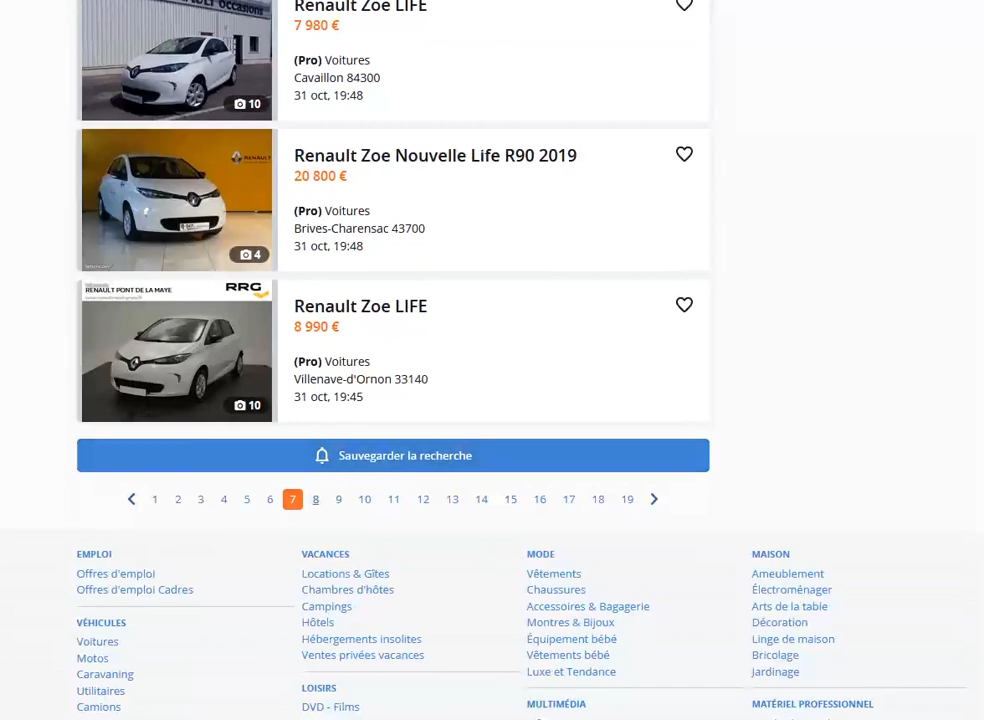 Renault Zoe LIFE
7 980 €
(Pro) Voitures
Cavaillon 84300
31 oct, 19:48
10
Renault Zoe Nouvelle Life R90 2019
20 800 €
(Pro) Voitures
Brives-Charensac 43700
31 oct, 19:48
RENAULT
4
RENAULT PONT DE LA MAYE
RRG
Renault Zoe LIFE
8 990 €
(Pro) Voitures
Villenave-d'Ornon 33140
31 oct, 19:45
10
Sauvegarder la recherche
1 2 3 4 5 6 7 8 9 10 11 12 13 14 15 16 17 18 19
EMPLOI
Offres d'emploi
Offres d'emploi Cadres
VÉHICULES
Voitures
Motos
Caravaning
Utilitaires
Camions
VACANCES
Locations & Gîtes
Chambres d'hôtes
Campings
Hôtels
Hébergements insolites
Ventes privées vacances
LOISIRS
DVD - Films
MODE
Vêtements
Chaussures
Accessoires & Bagagerie
Montres & Bijoux
Équipement bébé
Vêtements bébé
Luxe et Tendance
MULTIMÉDIA
MAISON
Ameublement
Électroménager
Arts de la table
Décoration
Linge de maison
Bricolage
Jardinage
MATÉRIEL PROFESSIONNEL